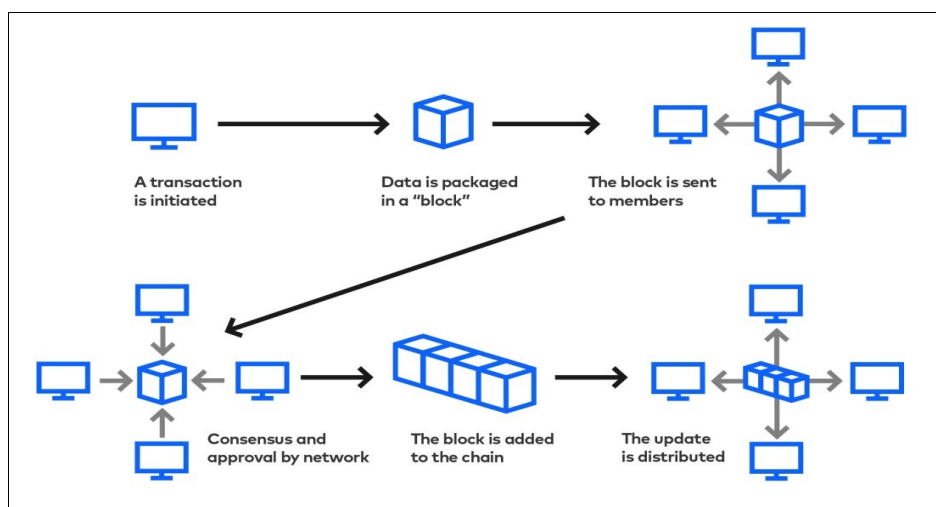 A transaction
is initiated
Data is packaged
in a “block”
The block is sent
to members
Consensus and
approval by network
The block is added
to the chain
The update
is distributed